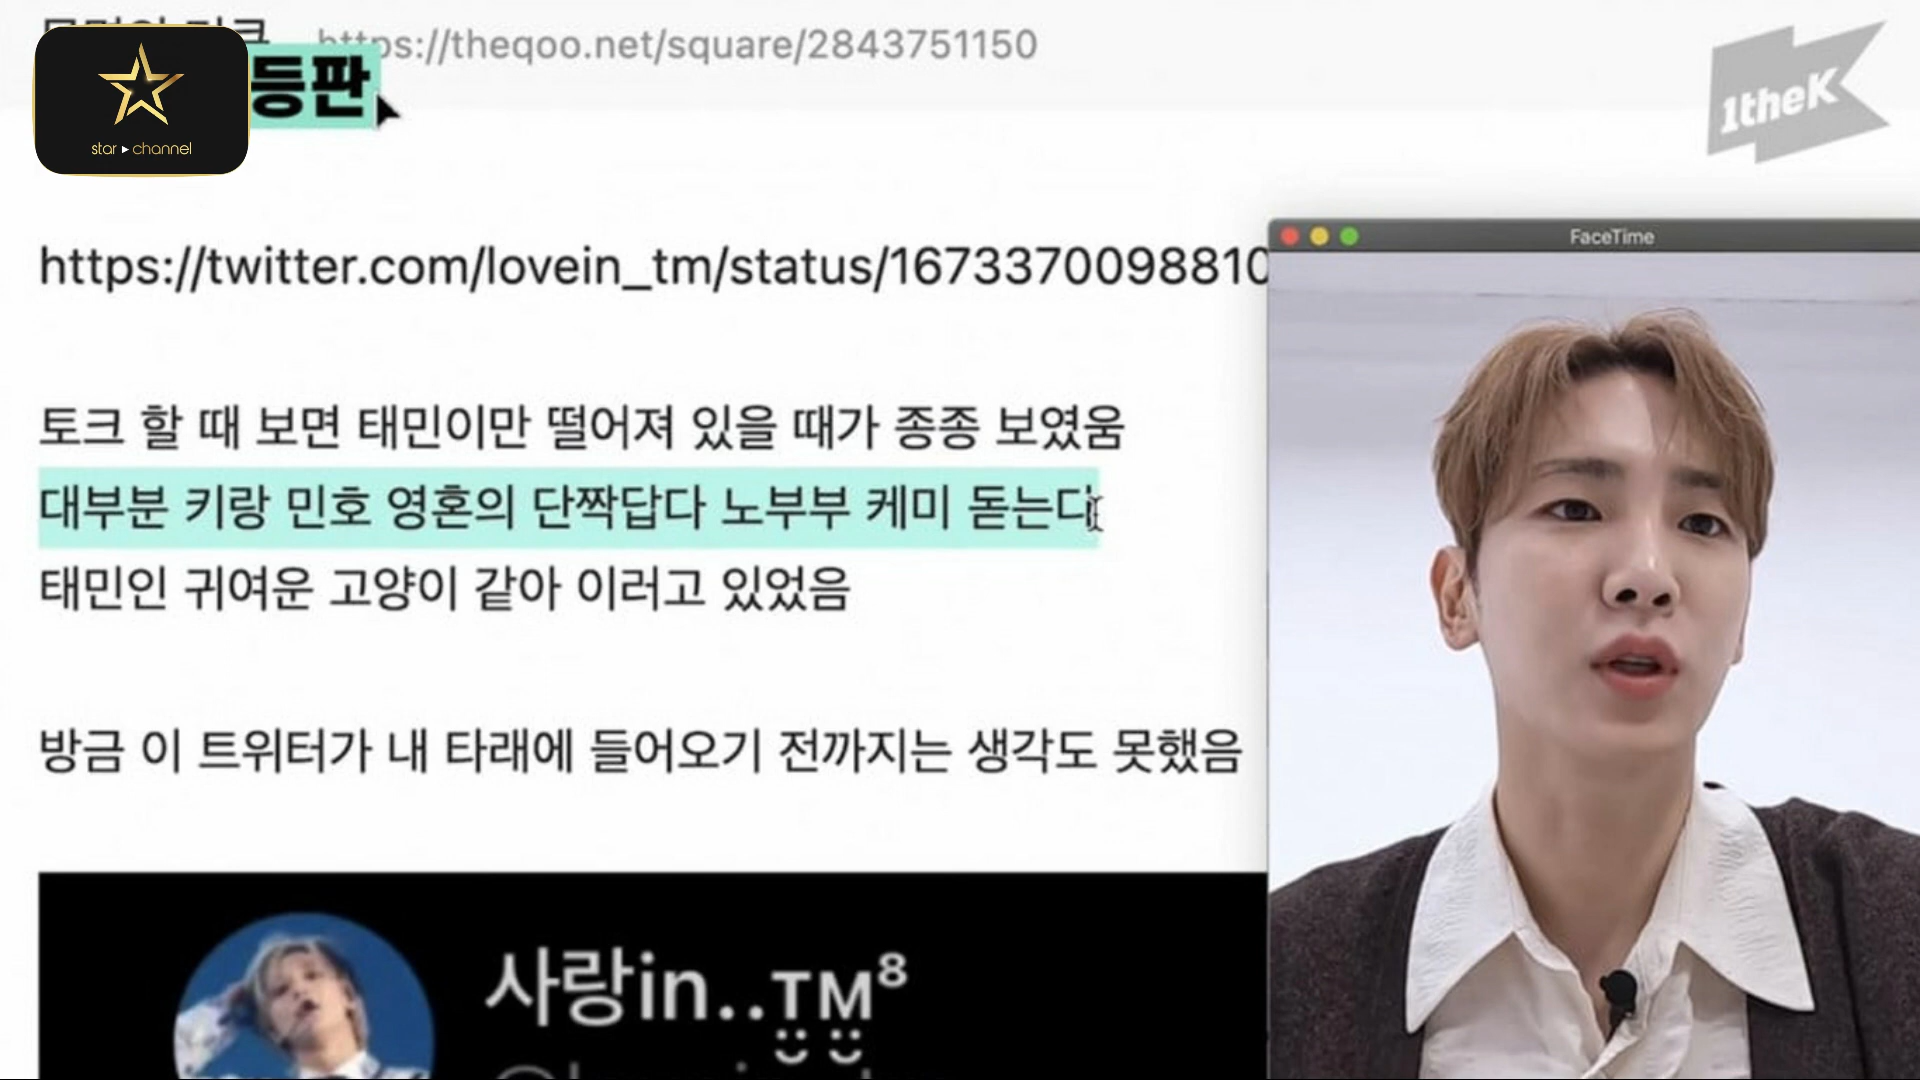 https://theqoo.net/square/2843751150
등판
star channel
1theK
https://twitter.com/lovein_tm/status/1673370098810
FaceTime
토크 할 때 보면 태민이만 떨어져 있을 때가 종종 보였움
대부분 키랑 민호 영혼의 단짝답다 노부부 케미 돋는다
태민인 귀여운 고양이 같아 이러고 있었음
방금 이 트위터가 내 타래에 들어오기 전까지는 생각도 못했음
사랑in..ᴛ̤̮ᴍ̤̮⁸